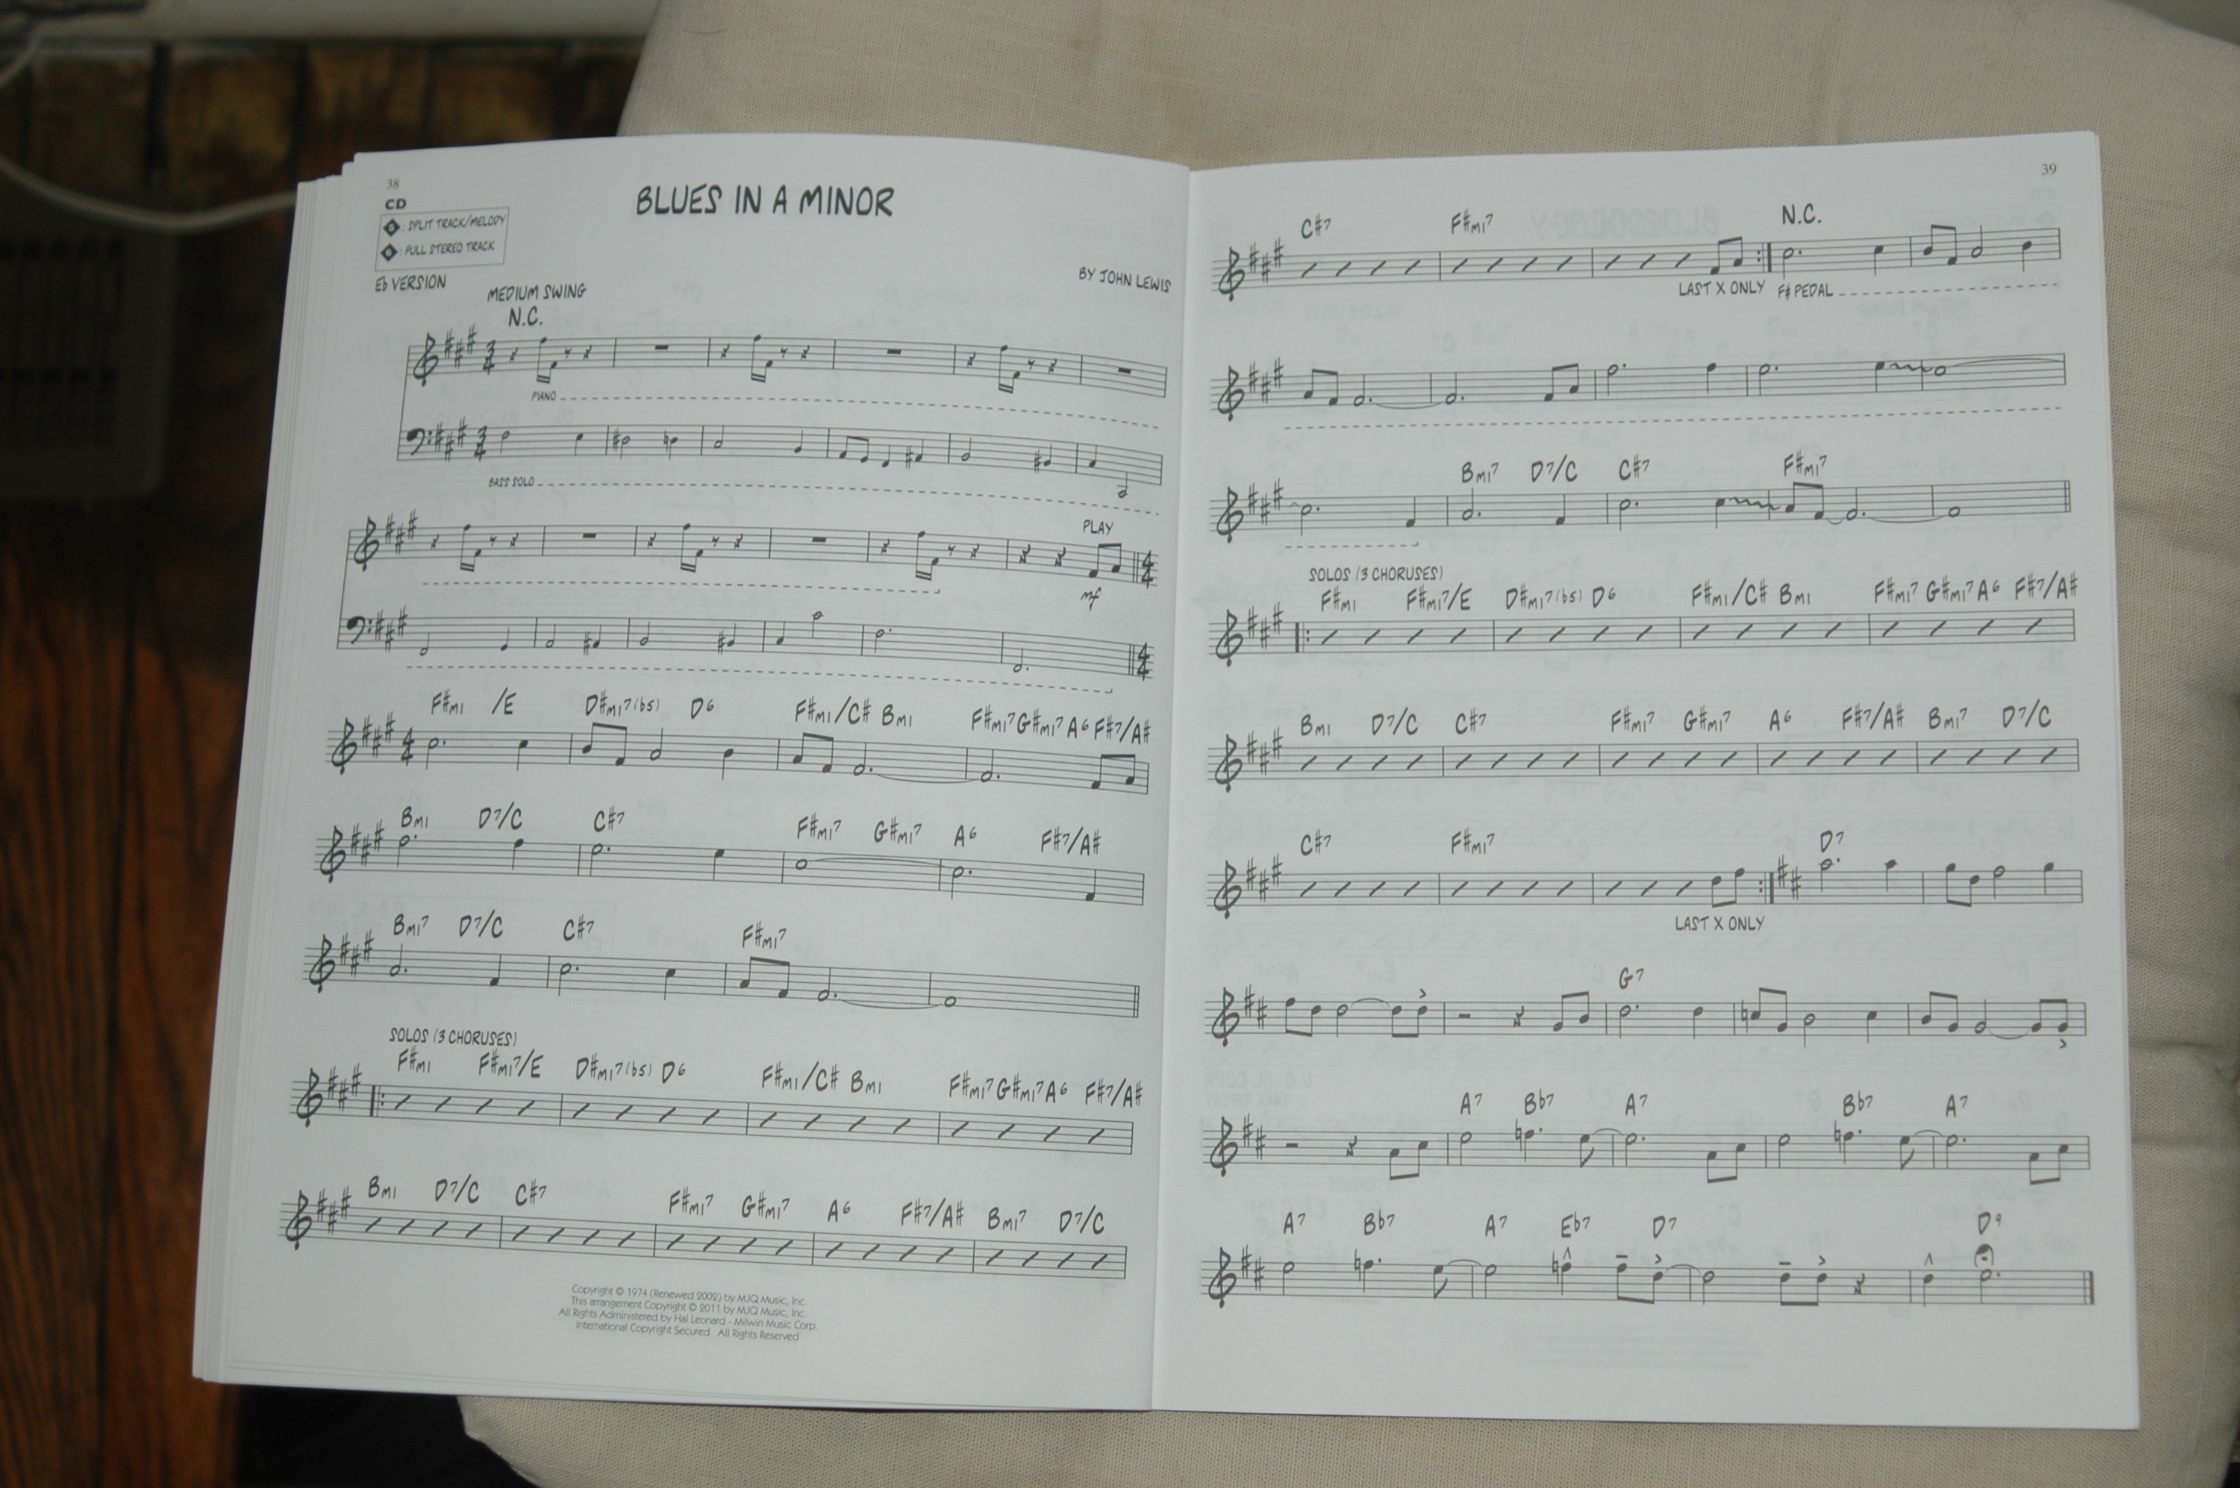 38
CD
: SPLIT TRACK/MELODY
: FULL STEREO TRACK
BLUES IN A MINOR
E♭ VERSION
BY JOHN LEWIS
MEDIUM SWING
N.C.
PIANO
BASS SOLO
PLAY
mf
F♯MI /E D♯MI7(♭5) D6 F♯MI/C♯ BMI F♯MI7 G♯MI7 A6 F♯7/A♯
BMI D7/C C♯7 F♯MI7 G♯MI7 A6 F♯7/A♯
BMI7 D7/C C♯7 F♯MI7
SOLOS (3 CHORUSES)
F♯MI F♯MI7/E D♯MI7(♭5) D6 F♯MI/C♯ BMI F♯MI7 G♯MI7 A6 F♯7/A♯
BMI D7/C C♯7 F♯MI7 G♯MI7 A6 F♯7/A♯ BMI7 D7/C
Copyright © 1974 (Renewed 2002) by MJQ Music, Inc.
This arrangement Copyright © 2011 by MJQ Music, Inc.
All Rights Administered by Hal Leonard - Milwin Music Corp.
International Copyright Secured All Rights Reserved
39
C♯7 F♯MI7 N.C.
LAST X ONLY F♯ PEDAL
BMI7 D7/C C♯7 F♯MI7
SOLOS (3 CHORUSES)
F♯MI F♯MI7/E D♯MI7(♭5) D6 F♯MI/C♯ BMI F♯MI7 G♯MI7 A6 F♯7/A♯
BMI D7/C C♯7 F♯MI7 G♯MI7 A6 F♯7/A♯ BMI7 D7/C
C♯7 F♯MI7 D7
LAST X ONLY
G7
A7 B♭7 A7 B♭7 A7
A7 B♭7 A7 E♭7 D7 D9